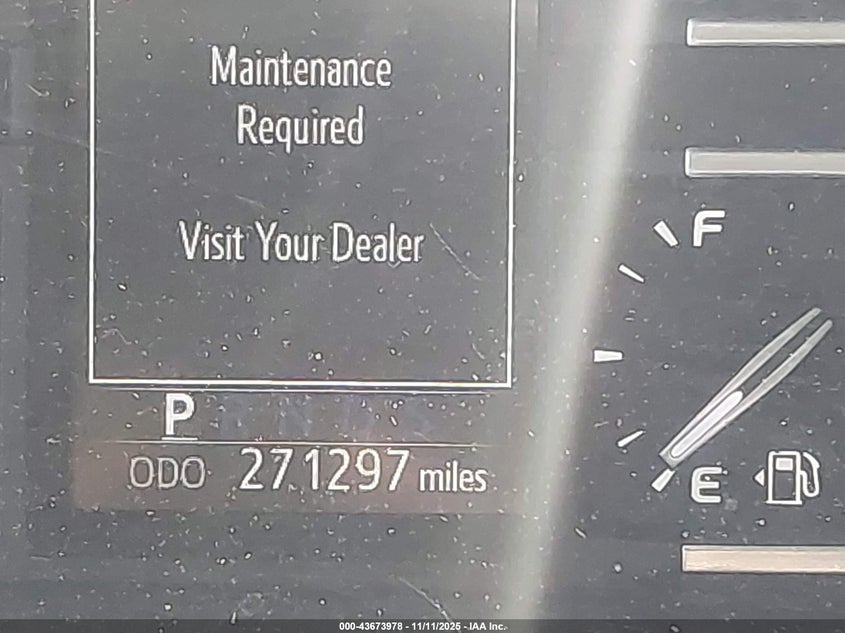 Maintenance
Required
Visit Your Dealer
F
P
ODO 271297 miles
E
000-43673978 - 11/11/2025 - IAA Inc.